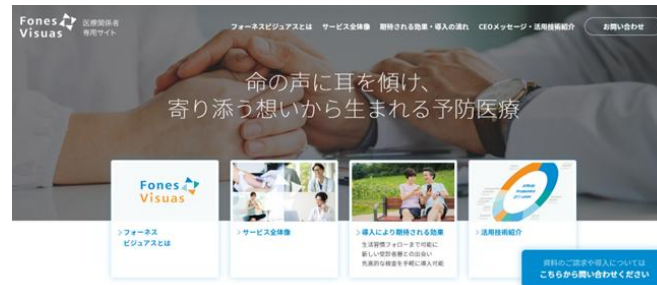 Fones Visuas
医療関係者
専用サイト
フォーネスビジュアスとは サービス全体像 期待される効果・導入の流れ CEOメッセージ・活用技術紹介 お問い合わせ
命の声に耳を傾け、
寄り添う想いから生まれる予防医療
Fones
Visuas
フォーネス
ビジュアスとは
サービス全体像
導入により期待される効果
生活習慣フォローまで可能に
新しい受診者層との出会い
先進的な検査を手軽に導入可能
活用技術紹介
資料のご請求や導入については
こちらから問い合わせください